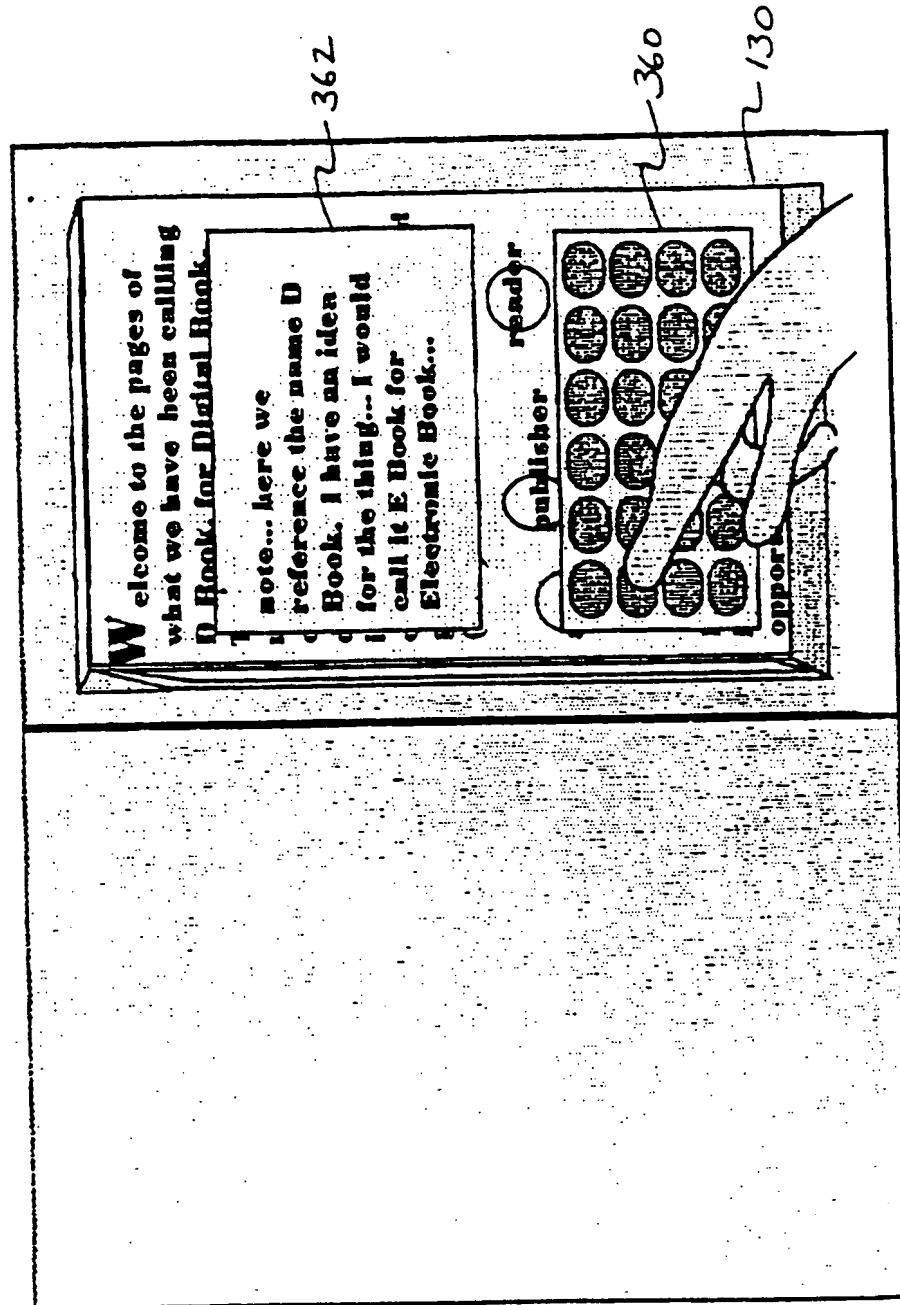 W elcome to the pages of
what we have been callling
D Book, for Digital Book.
note... here we
reference the name D
Book. I have an idea
for the thing... I would
call it E Book for
Electronic Book...
publisher
reader
oppor
362
360
130